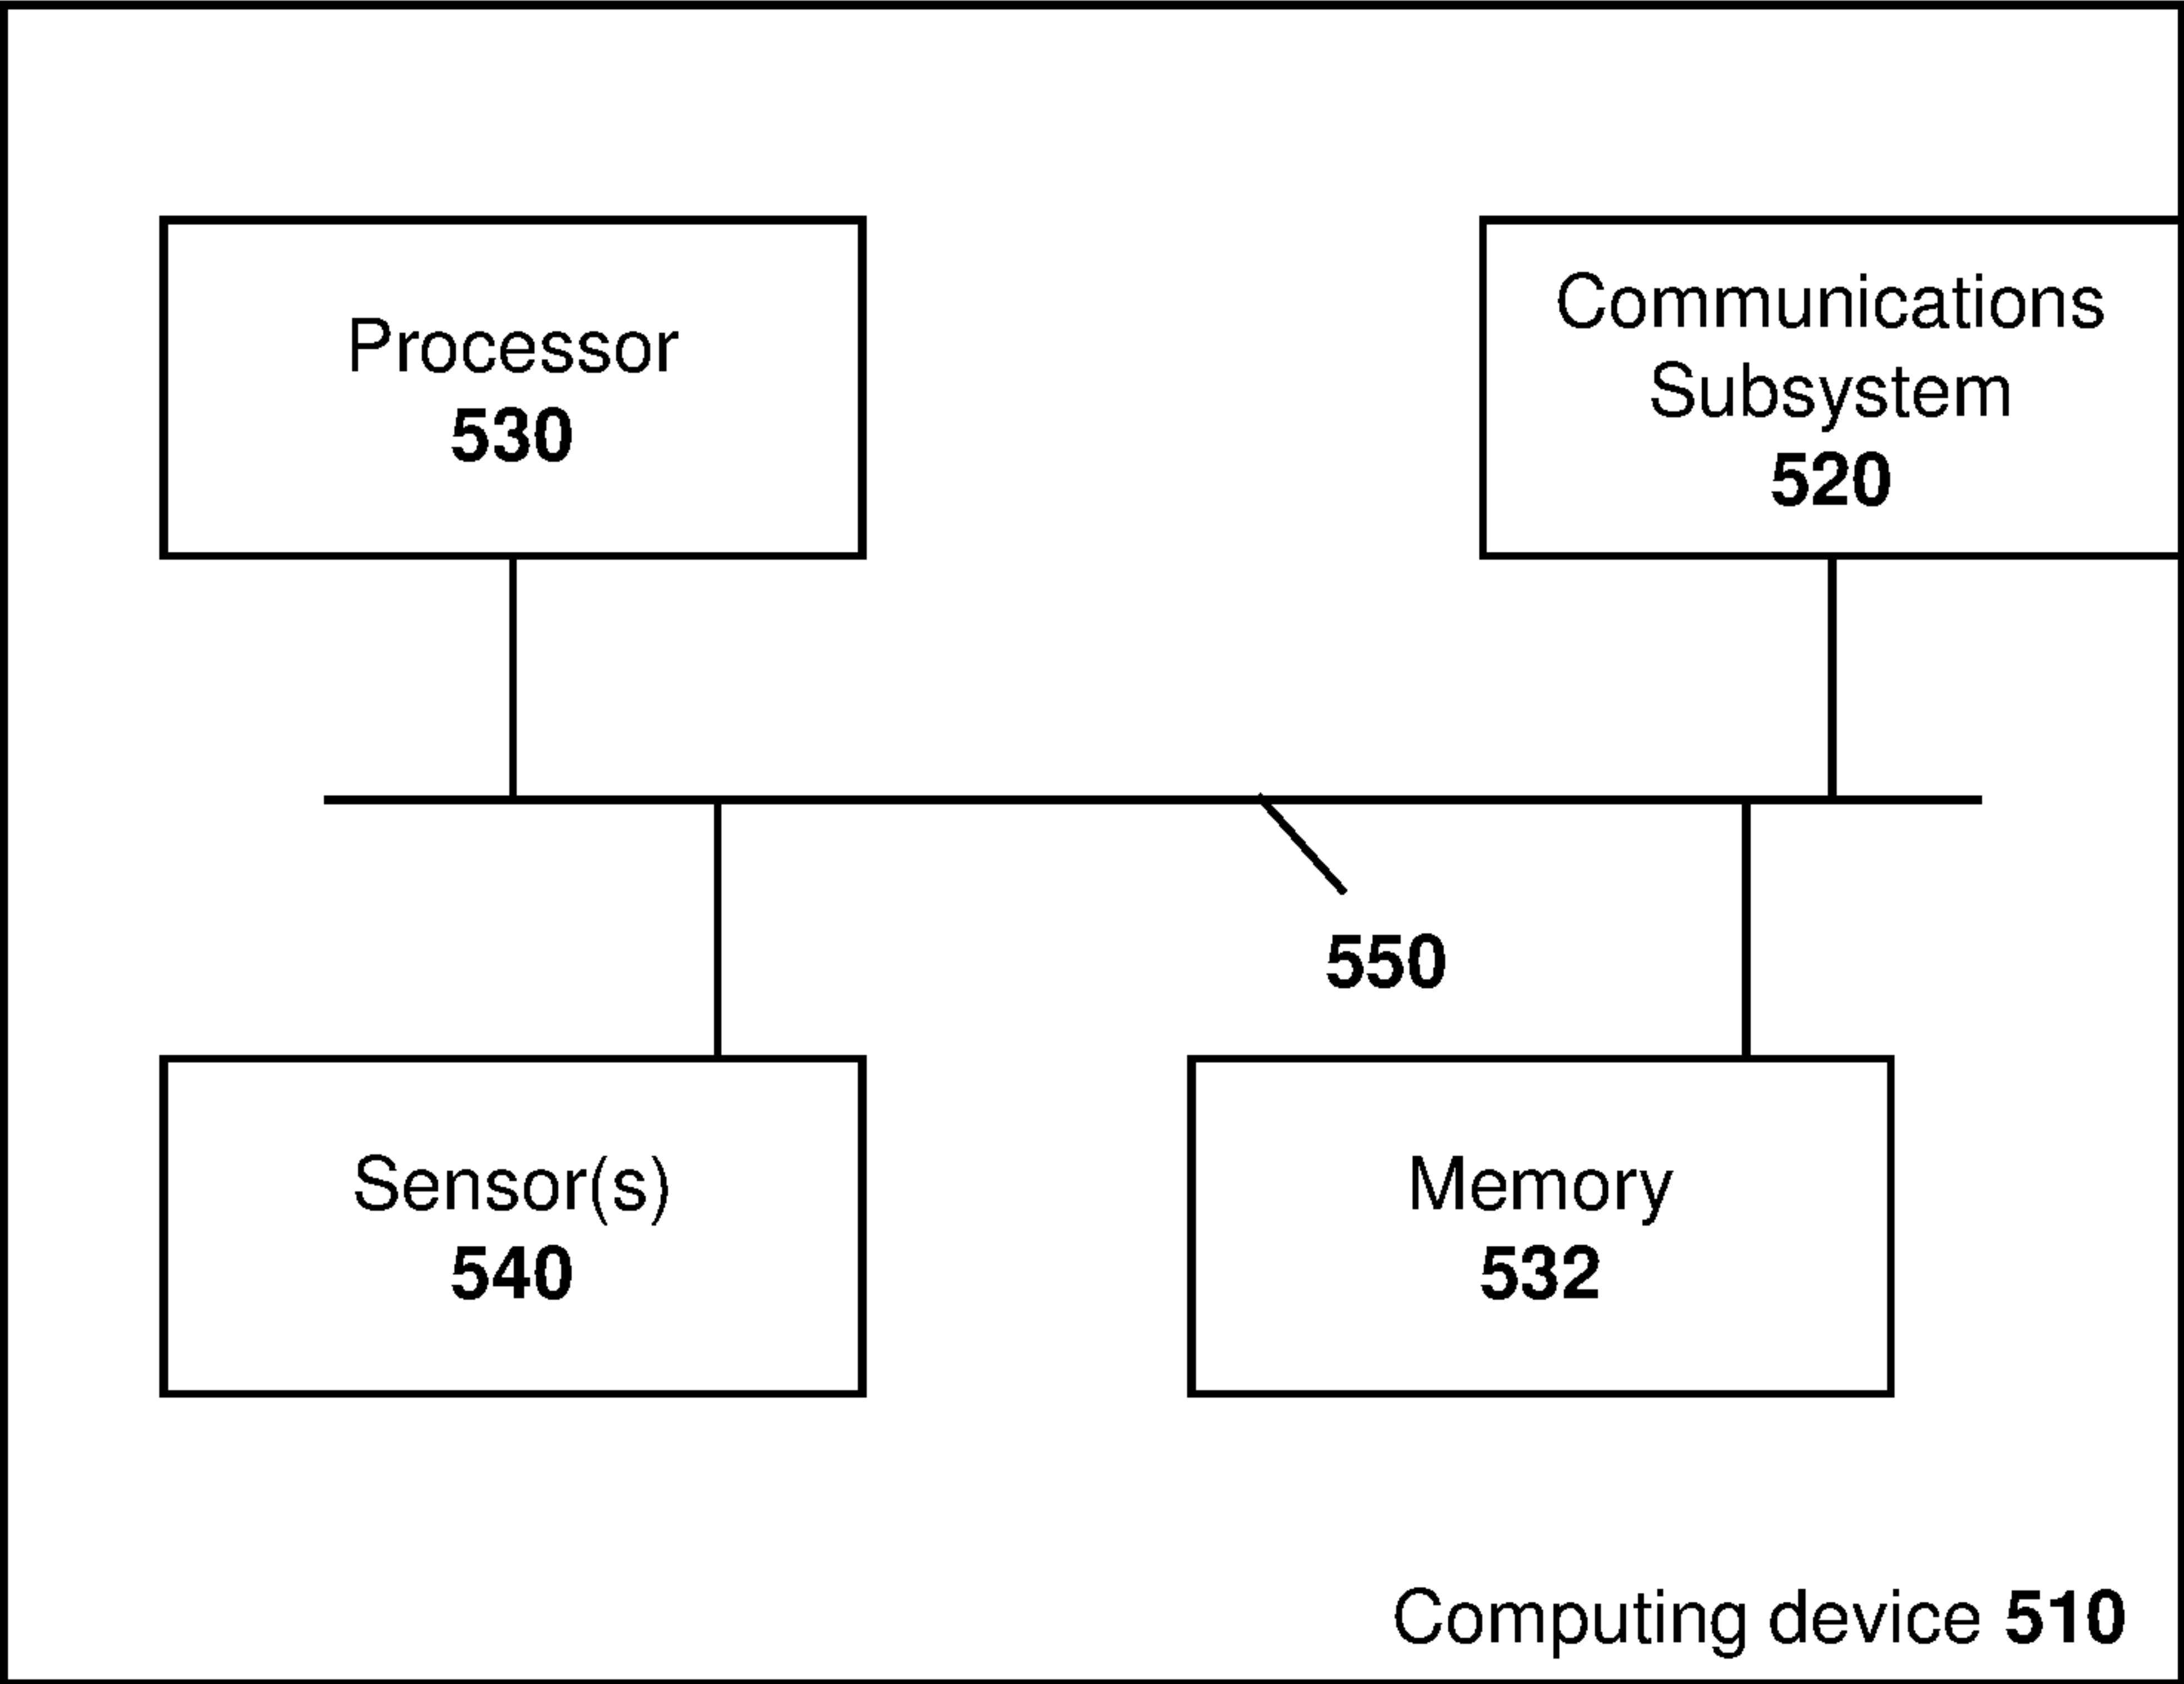 Processor
530
Communications
Subsystem
520
550
Sensor(s)
540
Memory
532
Computing device 510